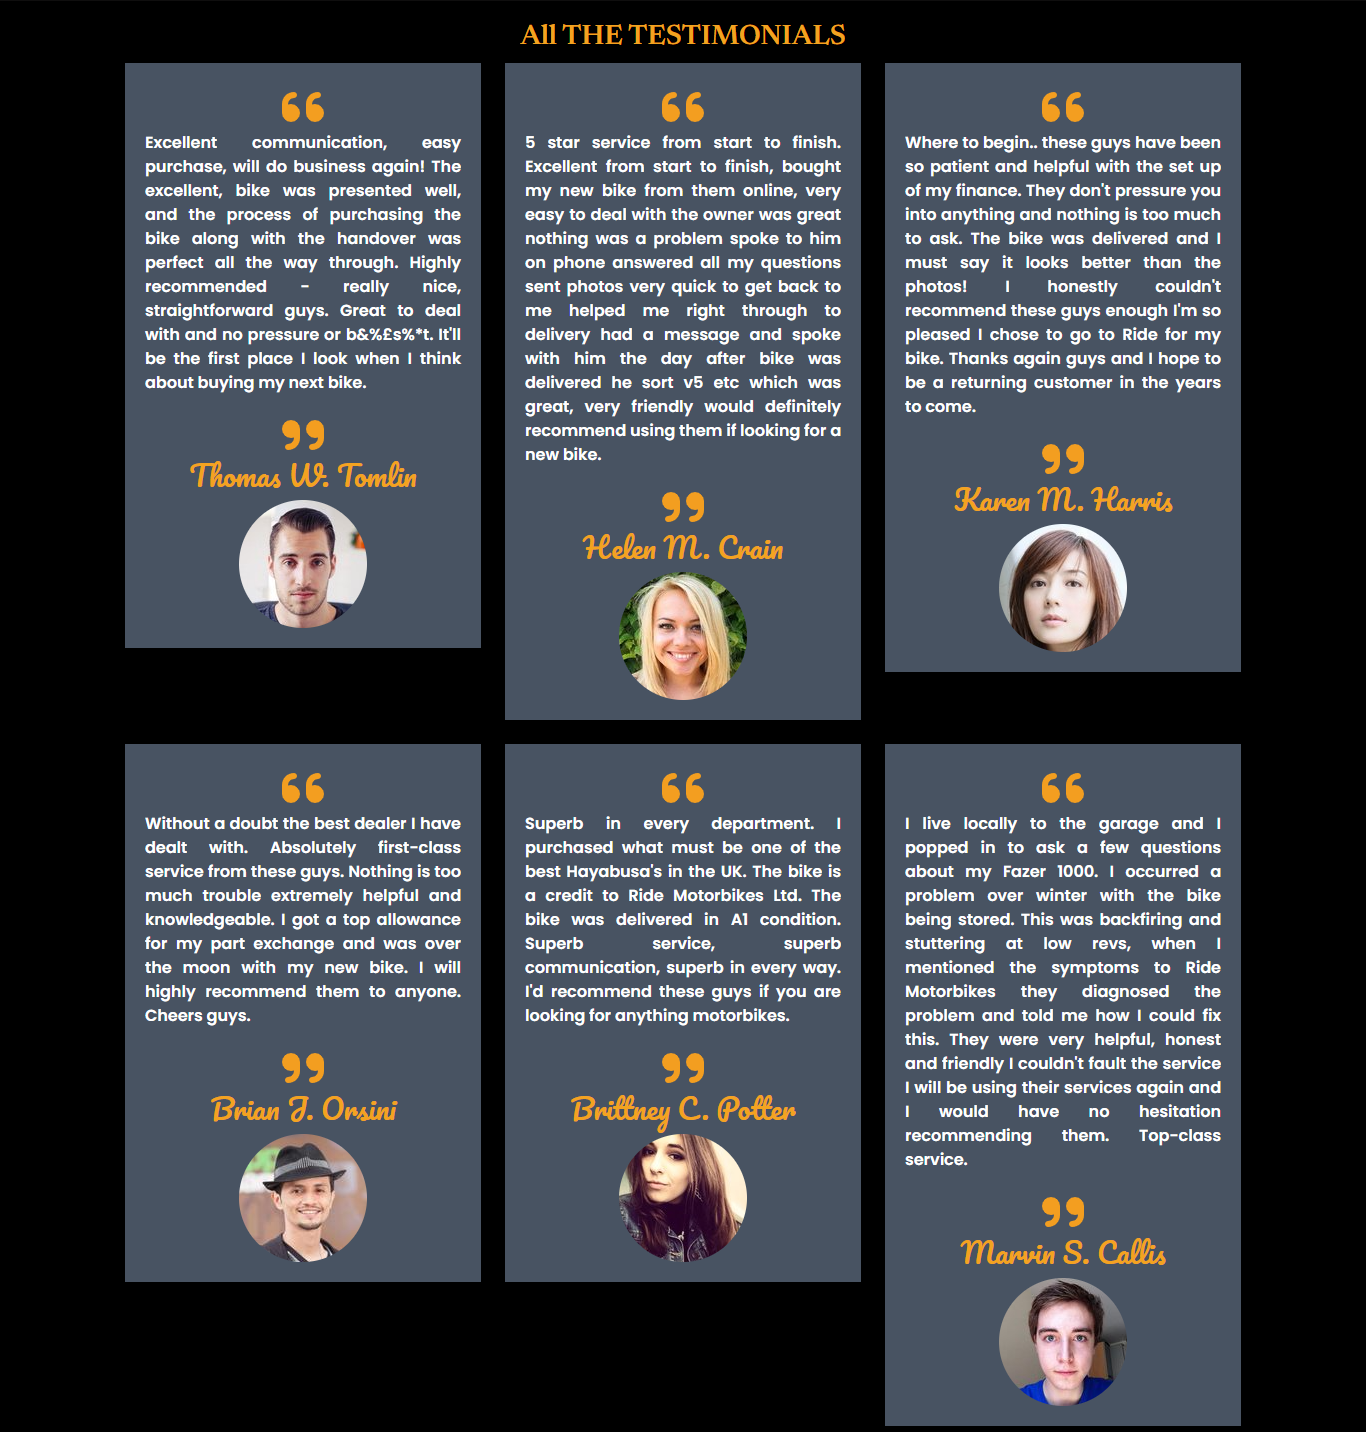 All THE TESTIMONIALS
“
Excellent communication, easy
purchase, will do business again! The
excellent, bike was presented well,
and the process of purchasing the
bike along with the handover was
perfect all the way through. Highly
recommended - really nice,
straightforward guys. Great to deal
with and no pressure or b&%£s%*t. It'll
be the first place I look when I think
about buying my next bike.
”
Thomas W. Tomlin
“
5 star service from start to finish.
Excellent from start to finish, bought
my new bike from them online, very
easy to deal with the owner was great
nothing was a problem spoke to him
on phone answered all my questions
sent photos very quick to get back to
me helped me right through to
delivery had a message and spoke
with him the day after bike was
delivered he sort v5 etc which was
great, very friendly would definitely
recommend using them if looking for a
new bike.
”
Helen M. Crain
“
Where to begin.. these guys have been
so patient and helpful with the set up
of my finance. They don't pressure you
into anything and nothing is too much
to ask. The bike was delivered and I
must say it looks better than the
photos! I honestly couldn't
recommend these guys enough I'm so
pleased I chose to go to Ride for my
bike. Thanks again guys and I hope to
be a returning customer in the years
to come.
”
Karen M. Harris
“
Without a doubt the best dealer I have
dealt with. Absolutely first-class
service from these guys. Nothing is too
much trouble extremely helpful and
knowledgeable. I got a top allowance
for my part exchange and was over
the moon with my new bike. I will
highly recommend them to anyone.
Cheers guys.
”
Brian J. Orsini
“
Superb in every department. I
purchased what must be one of the
best Hayabusa's in the UK. The bike is
a credit to Ride Motorbikes Ltd. The
bike was delivered in A1 condition.
Superb service, superb
communication, superb in every way.
I'd recommend these guys if you are
looking for anything motorbikes.
”
Brittney C. Potter
“
I live locally to the garage and I
popped in to ask a few questions
about my Fazer 1000. I occurred a
problem over winter with the bike
being stored. This was backfiring and
stuttering at low revs, when I
mentioned the symptoms to Ride
Motorbikes they diagnosed the
problem and told me how I could fix
this. They were very helpful, honest
and friendly I couldn't fault the service
I will be using their services again and
I would have no hesitation
recommending them. Top-class
service.
”
Marvin S. Callis